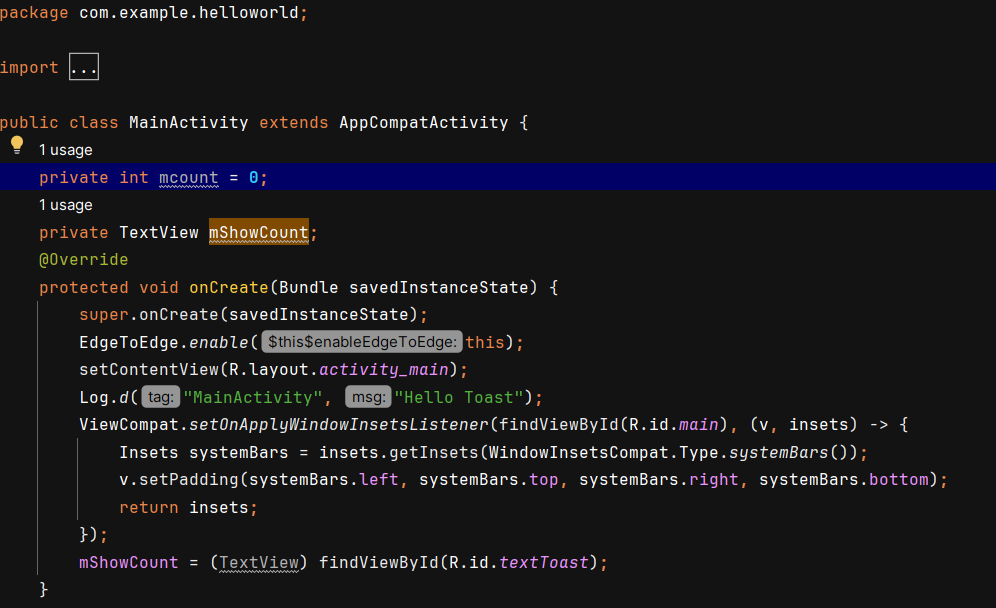 package com.example.helloworld;
import ...
public class MainActivity extends AppCompatActivity {
1 usage
private int mcount = 0;
1 usage
private TextView mShowCount;
@Override
protected void onCreate(Bundle savedInstanceState) {
super.onCreate(savedInstanceState);
EdgeToEdge.enable( $this$enableEdgeToEdge: this);
setContentView(R.layout.activity_main);
Log.d( tag: "MainActivity", msg: "Hello Toast");
ViewCompat.setOnApplyWindowInsetsListener(findViewById(R.id.main), (v, insets) -> {
Insets systemBars = insets.getInsets(WindowInsetsCompat.Type.systemBars());
v.setPadding(systemBars.left, systemBars.top, systemBars.right, systemBars.bottom);
return insets;
});
mShowCount = (TextView) findViewById(R.id.textToast);
}